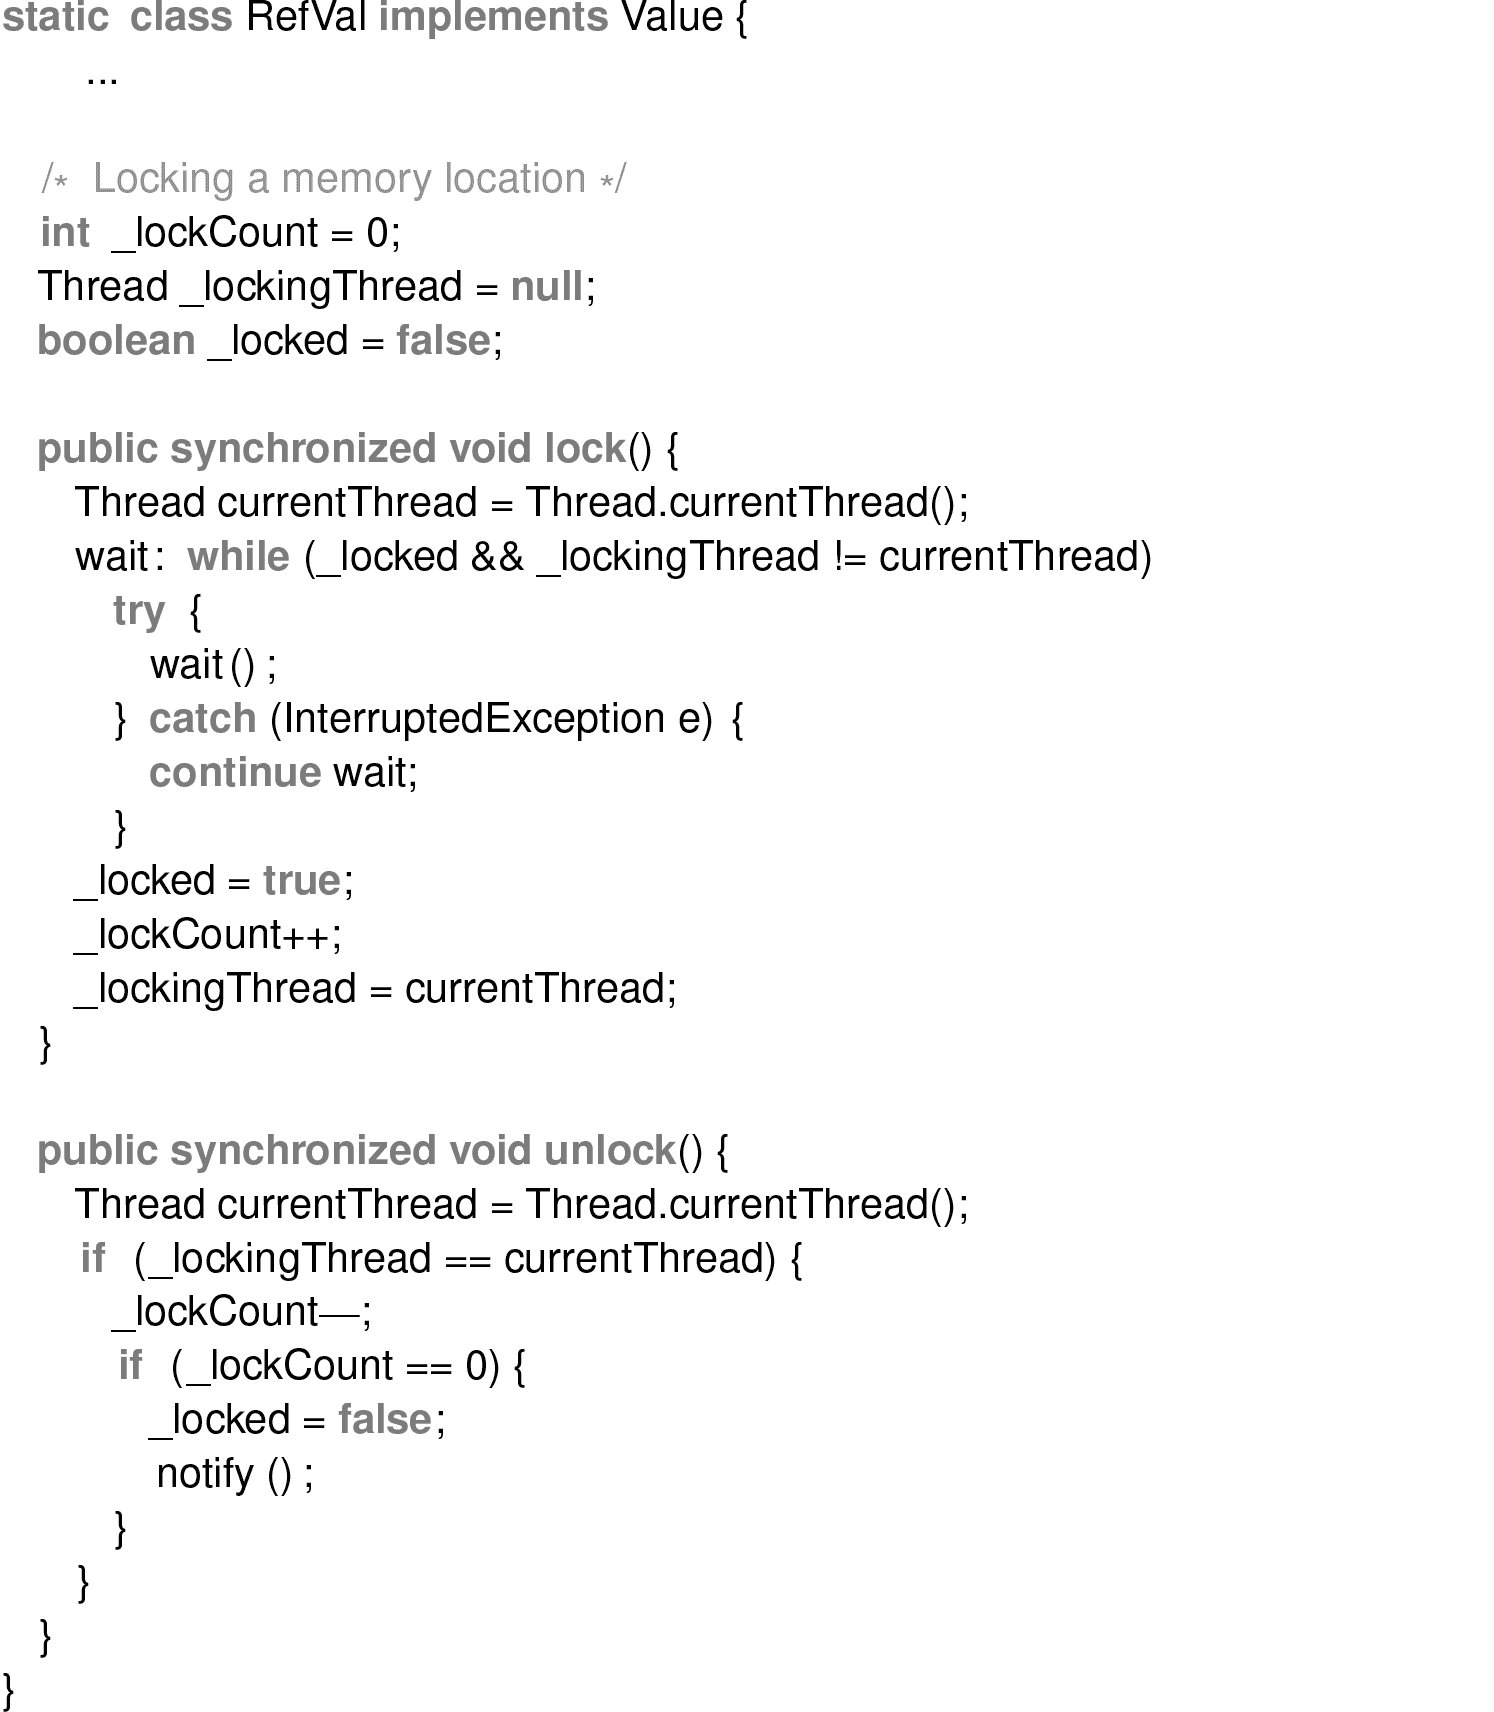 static class RefVal implements Value {
...
/* Locking a memory location */
int _lockCount = 0;
Thread _lockingThread = null;
boolean _locked = false;
public synchronized void lock() {
Thread currentThread = Thread.currentThread();
wait: while (_locked && _lockingThread != currentThread)
try {
wait() ;
} catch (InterruptedException e) {
continue wait;
}
_locked = true;
_lockCount++;
_lockingThread = currentThread;
}
public synchronized void unlock() {
Thread currentThread = Thread.currentThread();
if (_lockingThread == currentThread) {
_lockCount—;
if (_lockCount == 0) {
_locked = false;
notify () ;
}
}
}
}